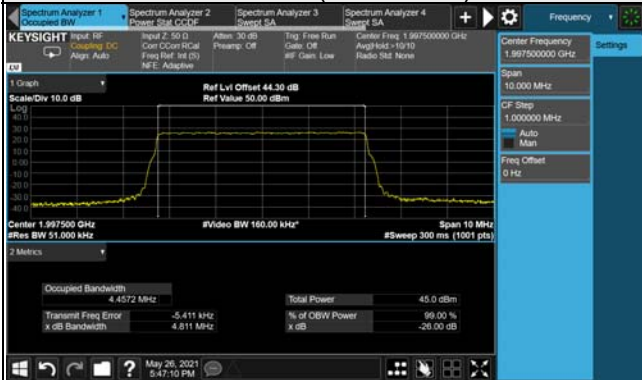 Spectrum Analyzer 1
Occupied BW
Spectrum Analyzer 2
Power Stat CCDF
Spectrum Analyzer 3
Swept SA
Spectrum Analyzer 4
Swept SA
Frequency
KEYSIGHT
Input: RF
Coupling: DC
Align: Auto
Input Z: 50 Ω
Corr CCorr RCal
Freq Ref: Int (S)
NFE: Adaptive
Atten: 30 dB
Preamp: Off
Trig: Free Run
Gate: Off
#IF Gain: Low
Center Freq: 1.997500000 GHz
Avg|Hold:>10/10
Radio Std: None
LXI
Center Frequency
1.997500000 GHz
Settings
Span
10.000 MHz
CF Step
1.000000 MHz
Auto
Man
Freq Offset
0 Hz
1 Graph
Scale/Div 10.0 dB
Ref Lvl Offset 44.30 dB
Ref Value 50.00 dBm
Log
40.0
30.0
20.0
10.0
0.00
-10.0
-20.0
-30.0
-40.0
Center 1.997500 GHz
#Res BW 51.000 kHz
#Video BW 160.00 kHz*
Span 10 MHz
#Sweep 300 ms (1001 pts)
2 Metrics
Occupied Bandwidth
4.4572 MHz
Total Power 45.0 dBm
Transmit Freq Error -5.411 kHz
% of OBW Power 99.00 %
x dB Bandwidth 4.811 MHz
x dB -26.00 dB
?
May 26, 2021
5:47:10 PM